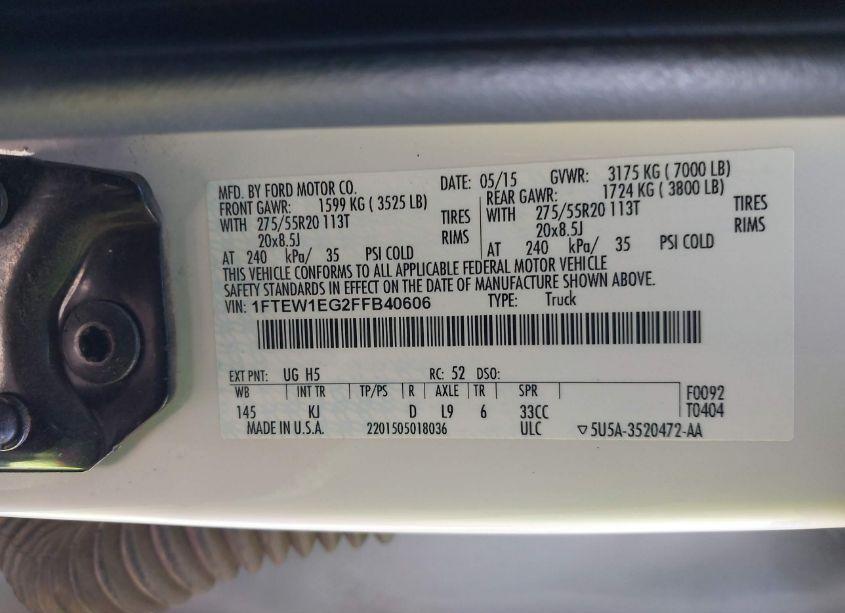 MFD. BY FORD MOTOR CO. DATE: 05/15 GVWR: 3175 KG ( 7000 LB)
FRONT GAWR: 1599 KG ( 3525 LB) REAR GAWR: 1724 KG ( 3800 LB)
WITH 275/55R20 113T TIRES WITH 275/55R20 113T TIRES
20x8.5J RIMS 20x8.5J RIMS
AT 240 kPa/ 35 PSI COLD AT 240 kPa/ 35 PSI COLD
THIS VEHICLE CONFORMS TO ALL APPLICABLE FEDERAL MOTOR VEHICLE
SAFETY STANDARDS IN EFFECT ON THE DATE OF MANUFACTURE SHOWN ABOVE.
VIN: 1FTEW1EG2FFB40606 TYPE: Truck
EXT PNT: UG H5 RC: 52 DSO:
WB INT TR TP/PS R AXLE TR SPR F0092
145 KJ D L9 6 33CC T0404
MADE IN U.S.A. 2201505018036 ULC ▽5U5A-3520472-AA